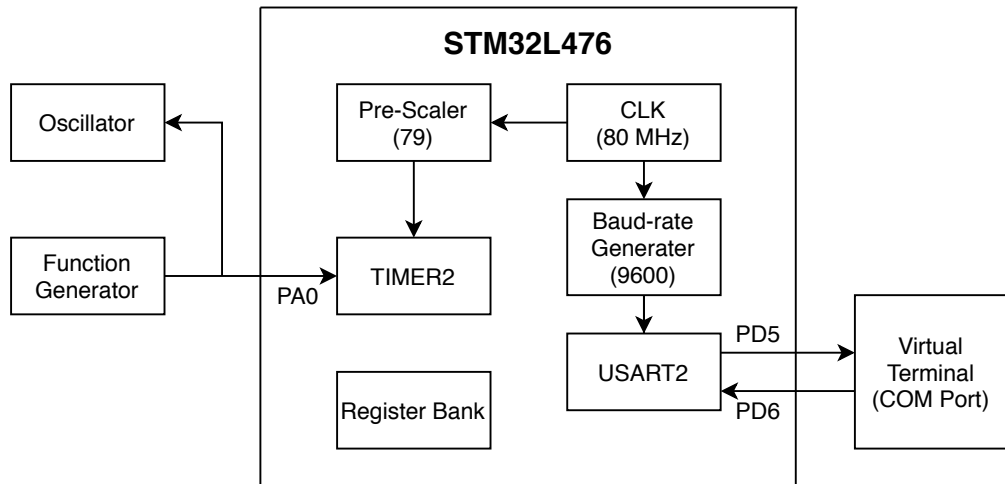 STM32L476
Oscillator
Pre-Scaler
(79)
CLK
(80 MHz)
Function
Generator
PA0
TIMER2
Baud-rate
Generater
(9600)
Register Bank
USART2
PD5
PD6
Virtual
Terminal
(COM Port)